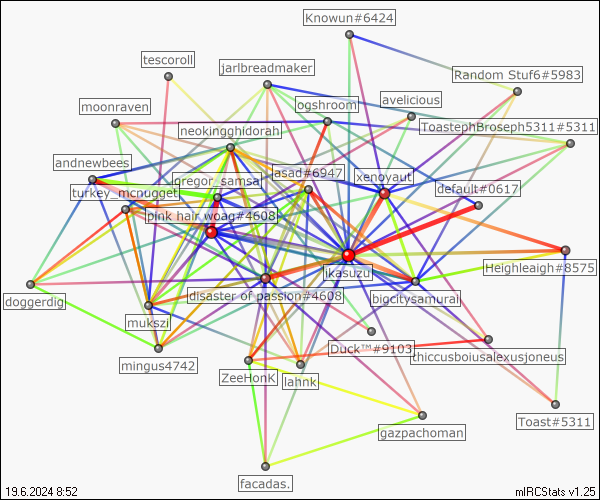 Knowun#6424
tescoroll
jarlbreadmaker
Random Stuf6#5983
moonraven
ogshroom
avelicious
neokingghidorah
ToastephBroseph5311#5311
andnewbees
gregor_samsa
asad#6947
xenoyaut
turkey_mcnugget
default#0617
pink hair woag#4608
jikasuzu
Heighleaigh#8575
doggerdig
disaster of passion#4608
bigcitysamurai
mukszi
Duck™#9103
thiccusboiusalexusjoneus
mingus4742
ZeeHonK
lahnk
Toast#5311
gazpachoman
facadas.
19.6.2024 8:52
mIRCStats v1.25